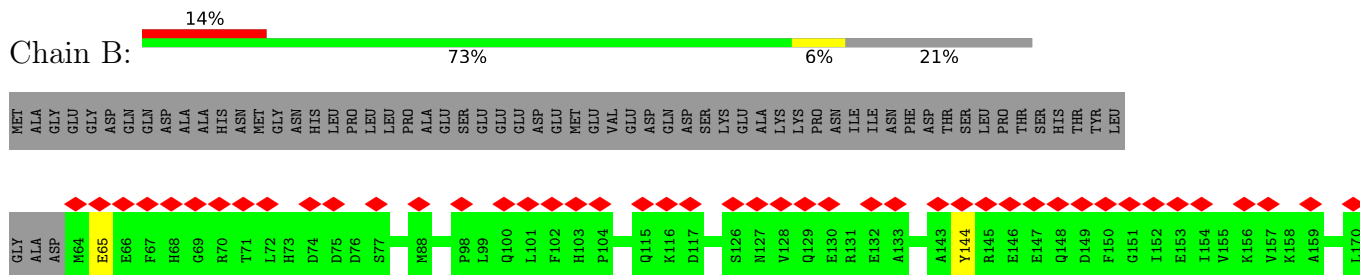 14%
Chain B:
73% 6% 21%
MET ALA GLY GLU GLY ASP GLN GLN ASP ALA ALA HIS ASN MET GLY ASN HIS LEU PRO LEU LEU PRO ALA GLU SER GLU GLU GLU ASP GLU MET GLU VAL GLU ASP GLN ASP SER LYS GLU ALA LYS LYS PRO ASN ILE ILE ASN PHE ASP THR SER LEU PRO THR SER HIS THR TYR LEU
GLY ALA ASP M64 E65 E66 F67 H68 G69 R70 T71 L72 H73 D74 D75 D76 S77 M88 P98 L99 Q100 L101 F102 H103 P104 Q115 K116 D117 S126 N127 V128 Q129 E130 R131 E132 A133 A143 Y144 R145 E146 E147 Q148 D149 F150 G151 I152 E153 I154 S155 K156 V157 K158 A159 L170